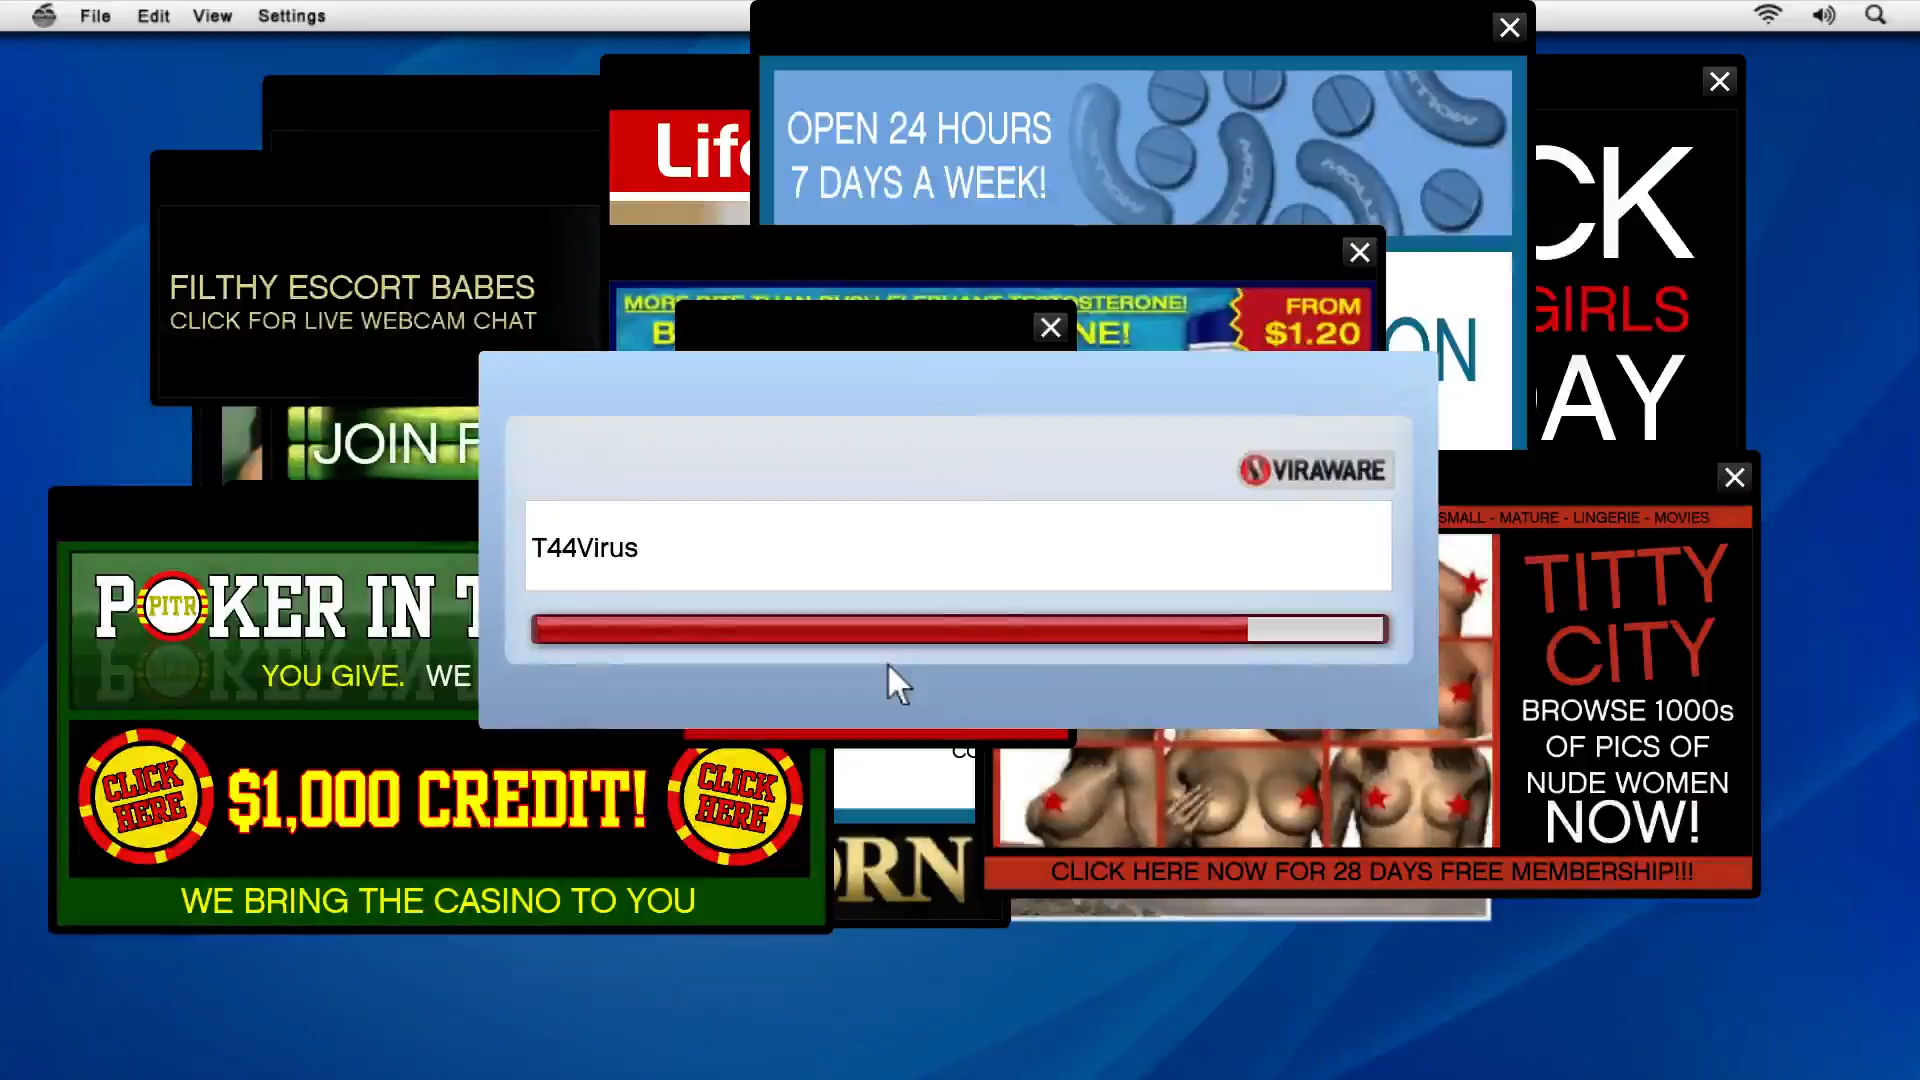 File Edit View Settings
OPEN 24 HOURS
7 DAYS A WEEK!
Life
CK
GIRLS
AY
FILTHY ESCORT BABES
CLICK FOR LIVE WEBCAM CHAT
FROM
$1.20
NE!
ON
JOIN F
VIRAWARE
T44Virus
POKER IN T
PITR
YOU GIVE. WE
CLICK HERE
$1,000 CREDIT!
CLICK HERE
WE BRING THE CASINO TO YOU
ORN
SMALL - MATURE - LINGERIE - MOVIES
TITTY
CITY
BROWSE 1000s
OF PICS OF
NUDE WOMEN
NOW!
CLICK HERE NOW FOR 28 DAYS FREE MEMBERSHIP!!!